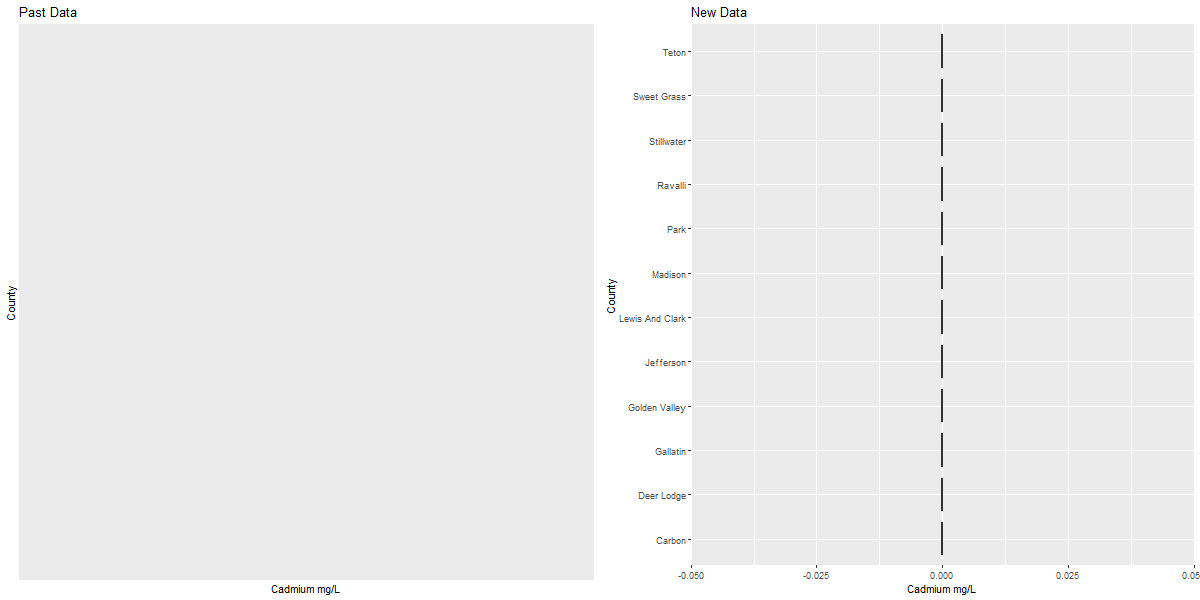 Past Data
County
Cadmium mg/L
New Data
County
Teton
Sweet Grass
Stillwater
Ravalli
Park
Madison
Lewis And Clark
Jefferson
Golden Valley
Gallatin
Deer Lodge
Carbon
-0.050 -0.025 0.000 0.025 0.05
Cadmium mg/L